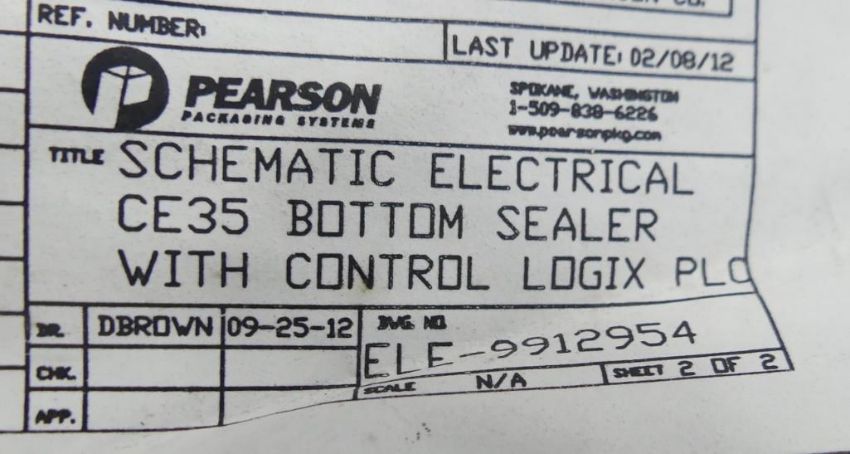 REF. NUMBER:
LAST UPDATE: 02/08/12
PEARSON
PACKAGING SYSTEMS
SPOKANE, WASHINGTON
1-509-838-6226
www.pearsonpkg.com
TITLE SCHEMATIC ELECTRICAL
CE35 BOTTOM SEALER
WITH CONTROL LOGIX PLC
DR. DBROWN 09-25-12
DWG. NO.
ELE-9912954
CHK.
SCALE N/A SHEET 2 OF 2
APP.